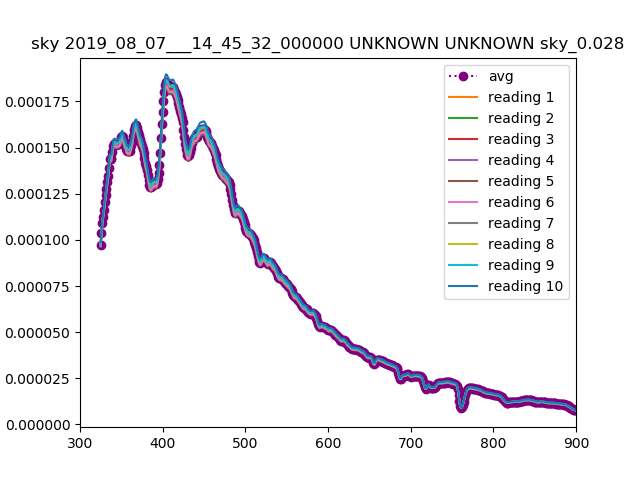 sky 2019_08_07___14_45_32_000000 UNKNOWN UNKNOWN sky_0.028
0.000175
0.000150
0.000125
0.000100
0.000075
0.000050
0.000025
0.000000
300 400 500 600 700 800 900
avg
reading 1
reading 2
reading 3
reading 4
reading 5
reading 6
reading 7
reading 8
reading 9
reading 10